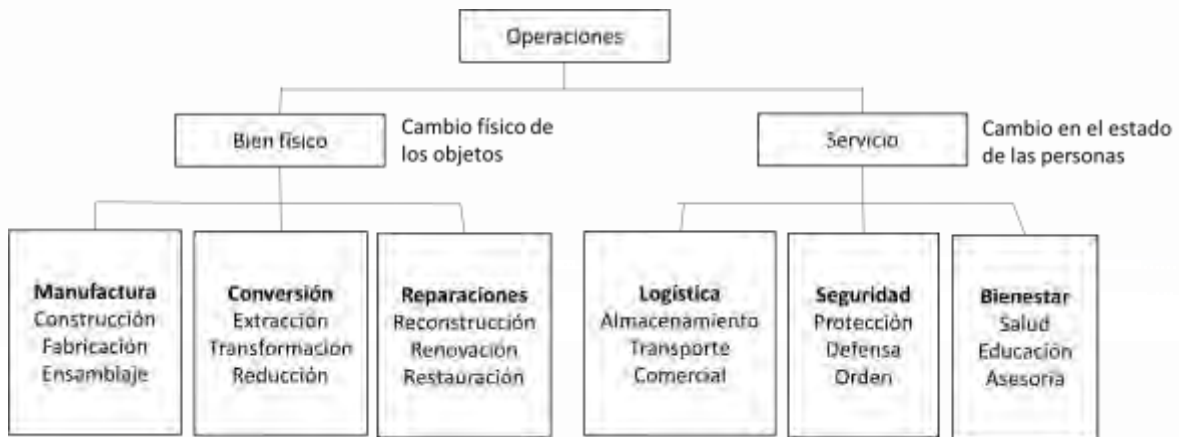 Operaciones
Bien físico
Cambio físico de
los objetos
Servicio
Cambio en el estado
de las personas
Manufactura
Construcción
Fabricación
Ensamblaje
Conversión
Extracción
Transformación
Reducción
Reparaciones
Reconstrucción
Renovación
Restauración
Logística
Almacenamiento
Transporte
Comercial
Seguridad
Protección
Defensa
Orden
Bienestar
Salud
Educación
Asesoría